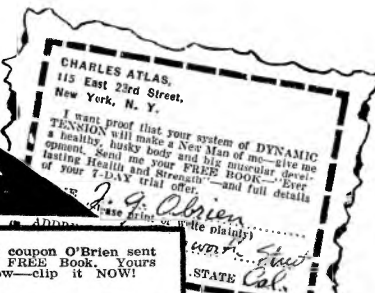 CHARLES ATLAS,
115 East 23rd Street,
New York, N. Y.
I want proof that your system of DYNAMIC
TENSION will make a New Man of me—give me
a healthy, husky body and big muscular devel-
opment. Send me your FREE BOOK—"Ever
lasting Health and Strength"—and full details
of your 7-DAY trial offer.
O'brien
print or write plainly)
Street
STATE Cal.
coupon O'Brien sent
FREE Book. Yours
—clip it NOW!